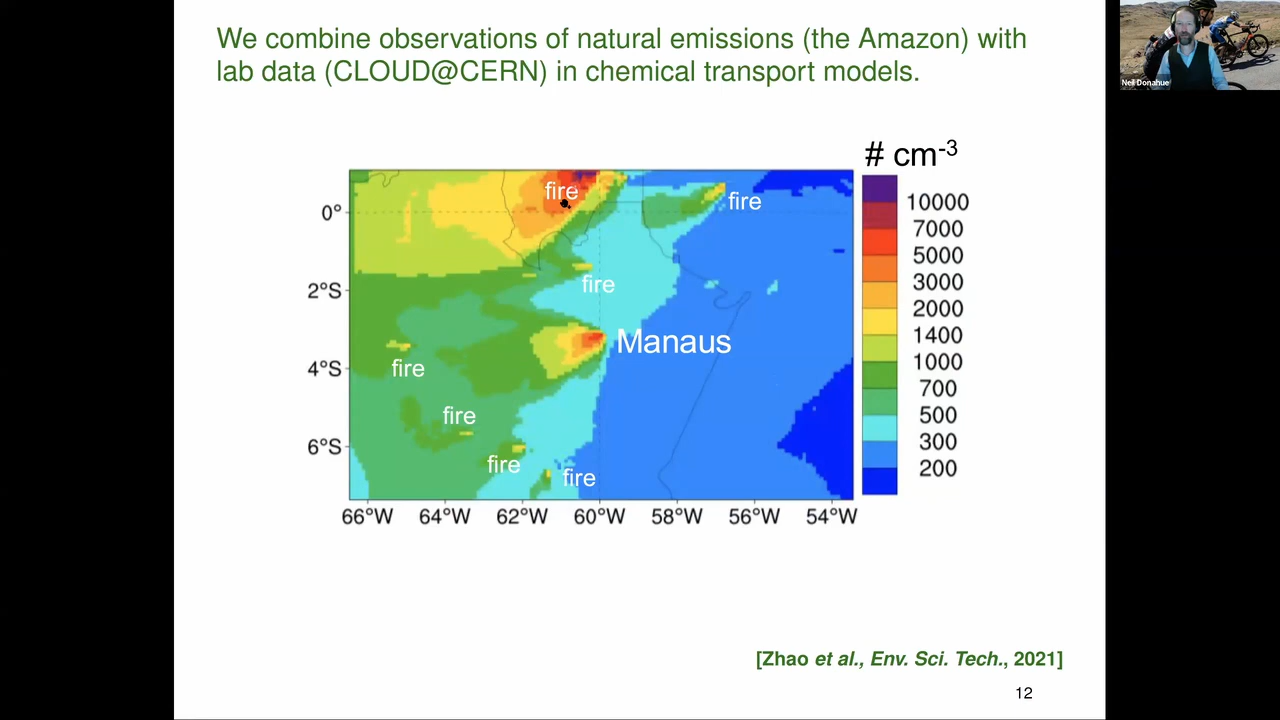 We combine observations of natural emissions (the Amazon) with
lab data (CLOUD@CERN) in chemical transport models.
Neil Donahue
# cm-3
fire
fire
fire
Manaus
fire
fire
fire
fire
0°
2°S
4°S
6°S
66°W 64°W 62°W 60°W 58°W 56°W 54°W
10000
7000
5000
3000
2000
1400
1000
700
500
300
200
[Zhao et al., Env. Sci. Tech., 2021]
12